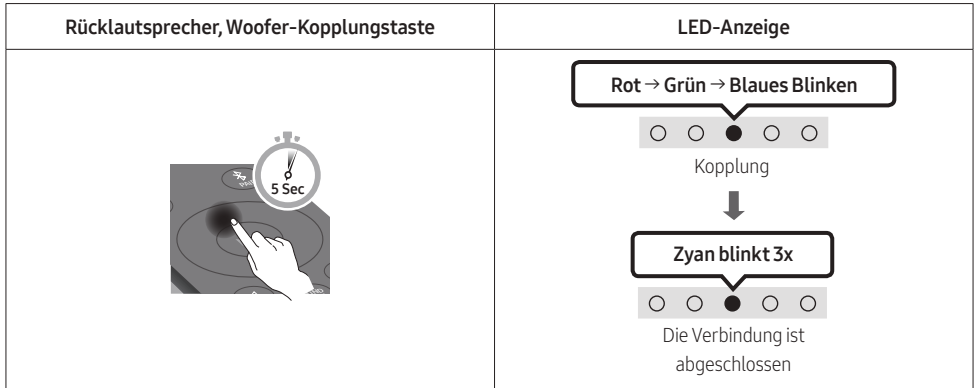 Rücklautsprecher, Woofer-Kopplungstaste
LED-Anzeige
Rot → Grün → Blaues Blinken
Kopplung
5 Sec
Zyan blinkt 3x
Die Verbindung ist
abgeschlossen